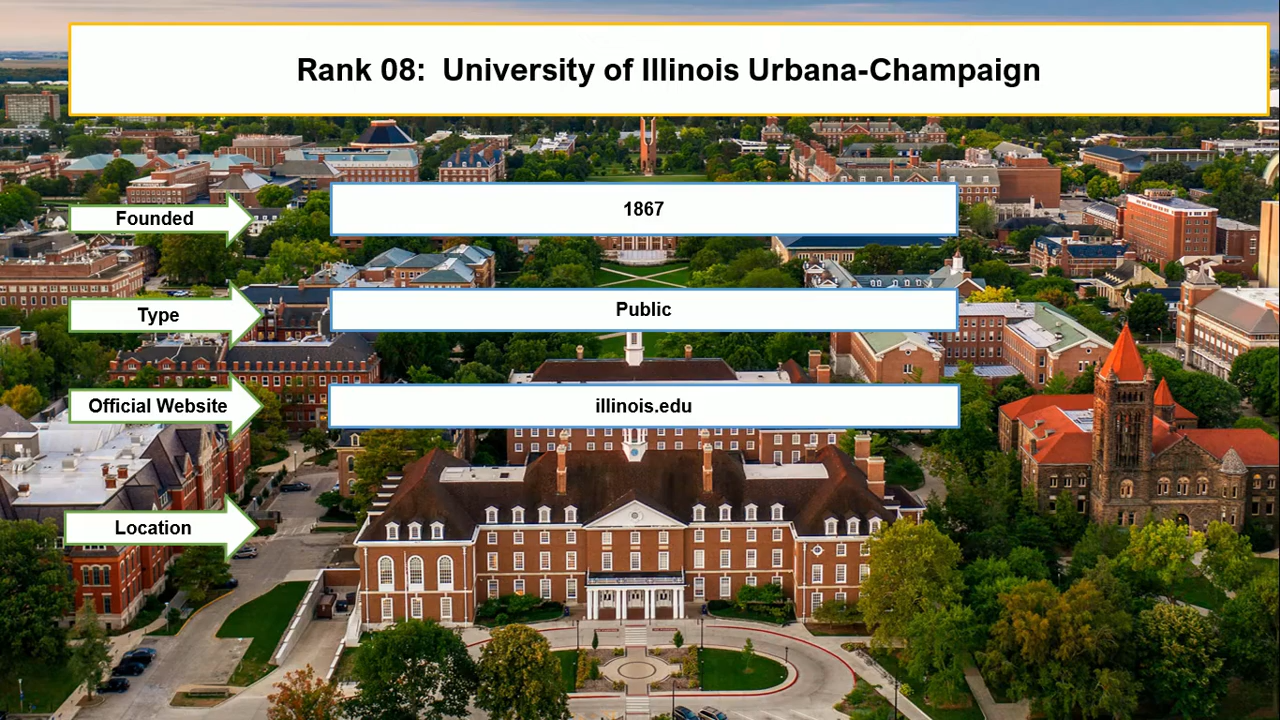 Rank 08:  University of Illinois Urbana-Champaign
Founded
1867
Type
Public
Official Website
illinois.edu
Location